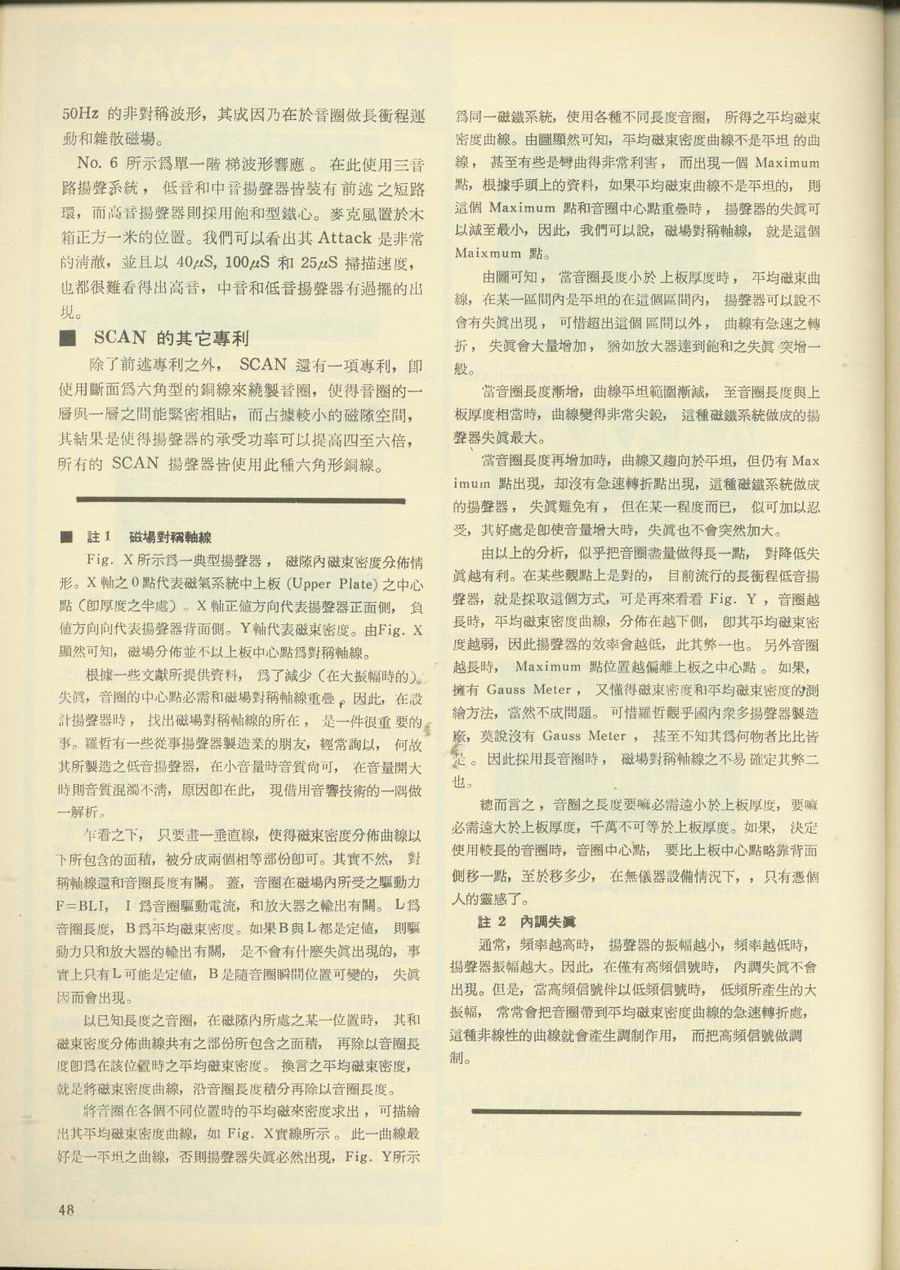 50Hz 的非對稱波形，其成因乃在於音圈做長衝程運
動和雜散磁場。
No. 6 所示爲單一階梯波形響應。在此使用三音
路揚聲系統，低音和中音揚聲器皆裝有前述之短路
環，而高音揚聲器則採用飽和型鐵心。麥克風置於木
箱正方一米的位置。我們可以看出其 Attack 是非常
的清澈，並且以 40μS, 100μS 和 25μS 掃描速度，
也都很難看得出高音，中音和低音揚聲器有過擺的出
現。
■ SCAN 的其它專利
除了前述專利之外， SCAN 還有一項專利，卽
使用斷面爲六角型的銅線來繞製音圈，使得音圈的一
層與一層之間能緊密相貼，而占據較小的磁隙空間，
其結果是使得揚聲器的承受功率可以提高四至六倍，
所有的 SCAN 揚聲器皆使用此種六角形銅線。
■ 註1 磁場對稱軸線
Fig. X 所示爲一典型揚聲器，磁隙內磁束密度分佈情
形。X 軸之 0 點代表磁氣系統中上板 (Upper Plate) 之中心
點（卽厚度之半處）。X 軸正值方向代表揚聲器正面側，負
値方向向代表揚聲器背面側。Y軸代表磁束密度。由Fig. X
顯然可知，磁場分佈並不以上板中心點爲對稱軸線。
根據一些文獻所提供資料，爲了減少（在大振幅時的）
失眞，音圈的中心點必需和磁場對稱軸線重疊。因此，在設
計揚聲器時，找出磁場對稱軸線的所在，是一件很重要的
事。羅哲有一些從事揚聲器製造業的朋友，經常詢以，何故
其所製造之低音揚聲器，在小音量時音質尙可，在音量開大
時則音質混濁不淸，原因卽在此，現借用音響技術的一隅做
一解析。
乍看之下，只要畫一垂直線，使得磁束密度分佈曲線以
下所包含的面積，被分成兩個相等部份卽可。其實不然，對
稱軸線還和音圈長度有關。蓋，音圈在磁場內所受之驅動力
F=BLI， I 爲音圈驅動電流，和放大器之輸出有關。 L爲
音圈長度，B爲平均磁束密度。如果B與L都是定値，則驅
動力只和放大器的輸出有關，是不會有什麼失眞出現的，事
實上只有L可能是定値，B是隨音圈瞬間位置可變的，失眞
因而會出現。
以已知長度之音圈，在磁隙內所處之某一位置時，其和
磁束密度分佈曲線共有之部份所包含之面積，再除以音圈長
度卽爲在該位置時之平均磁束密度。換言之平均磁束密度，
就是將磁束密度曲線，沿音圈長度積分再除以音圈長度。
將音圈在各個不同位置時的平均磁來密度求出，可描繪
出其平均磁束密度曲線，如 Fig. X實線所示。此一曲線最
好是一平坦之曲線，否則揚聲器失眞必然出現，Fig. Y所示
爲同一磁鐵系統，使用各種不同長度音圈，所得之平均磁束
密度曲線。由圖顯然可知，平均磁束密度曲線不是平坦的曲
線，甚至有些是彎曲得非常利害，而出現一個 Maximum
點，根據手頭上的資料，如果平均磁束曲線不是平坦的，則
這個 Maximum 點和音圈中心點重疊時，揚聲器的失眞可
以減至最小，因此，我們可以說，磁場對稱軸線，就是這個
Maixmum 點。
由圖可知，當音圈長度小於上板厚度時，平均磁束曲
線，在某一區間內是平坦的在這個區間內，揚聲器可以說不
會有失眞出現，可惜超出這個區間以外，曲線有急速之轉
折，失眞會大量增加，猶如放大器達到飽和之失眞突增一
般。
當音圈長度漸增，曲線平坦範圍漸減，至音圈長度與上
板厚度相當時，曲線變得非常尖銳，這種磁鐵系統做成的揚
聲器失眞最大。
當音圈長度再增加時，曲線又趨向於平坦，但仍有 Max
imum 點出現，却沒有急速轉折點出現，這種磁鐵系統做成
的揚聲器，失眞難免有，但在某一程度而已，似可加以忍
受，其好處是卽使音量增大時，失眞也不會突然加大。
由以上的分析，似乎把音圈盡量做得長一點，對降低失
眞越有利。在某些觀點上是對的，目前流行的長衝程低音揚
聲器，就是採取這個方式，可是再來看看 Fig. Y ，音圈越
長時，平均磁束密度曲線，分佈在越下側，卽其平均磁束密
度越弱，因此揚聲器的效率會越低，此其弊一也。另外音圈
越長時， Maximum 點位置越偏離上板之中心點。如果，
擁有 Gauss Meter ，又懂得磁束密度和平均磁束密度的測
繪方法，當然不成問題。可惜羅哲觀乎國內衆多揚聲器製造
廠，莫說沒有 Gauss Meter ，甚至不知其爲何物者比比皆
是。因此採用長音圈時，磁場對稱軸線之不易確定其弊二
也。
總而言之，音圈之長度要嘛必需遠小於上板厚度，要嘛
必需遠大於上板厚度，千萬不可等於上板厚度。如果，決定
使用較長的音圈時，音圈中心點，要比上板中心點略靠背面
側移一點，至於移多少，在無儀器設備情況下，，只有憑個
人的靈感了。
註 2 內調失眞
通常，頻率越高時，揚聲器的振幅越小，頻率越低時，
揚聲器振幅越大。因此，在僅有高頻信號時，內調失眞不會
出現。但是，當高頻信號伴以低頻信號時，低頻所產生的大
振幅，常常會把音圈帶到平均磁束密度曲線的急速轉折處，
這種非線性的曲線就會產生調制作用，而把高頻信號做調
制。
48